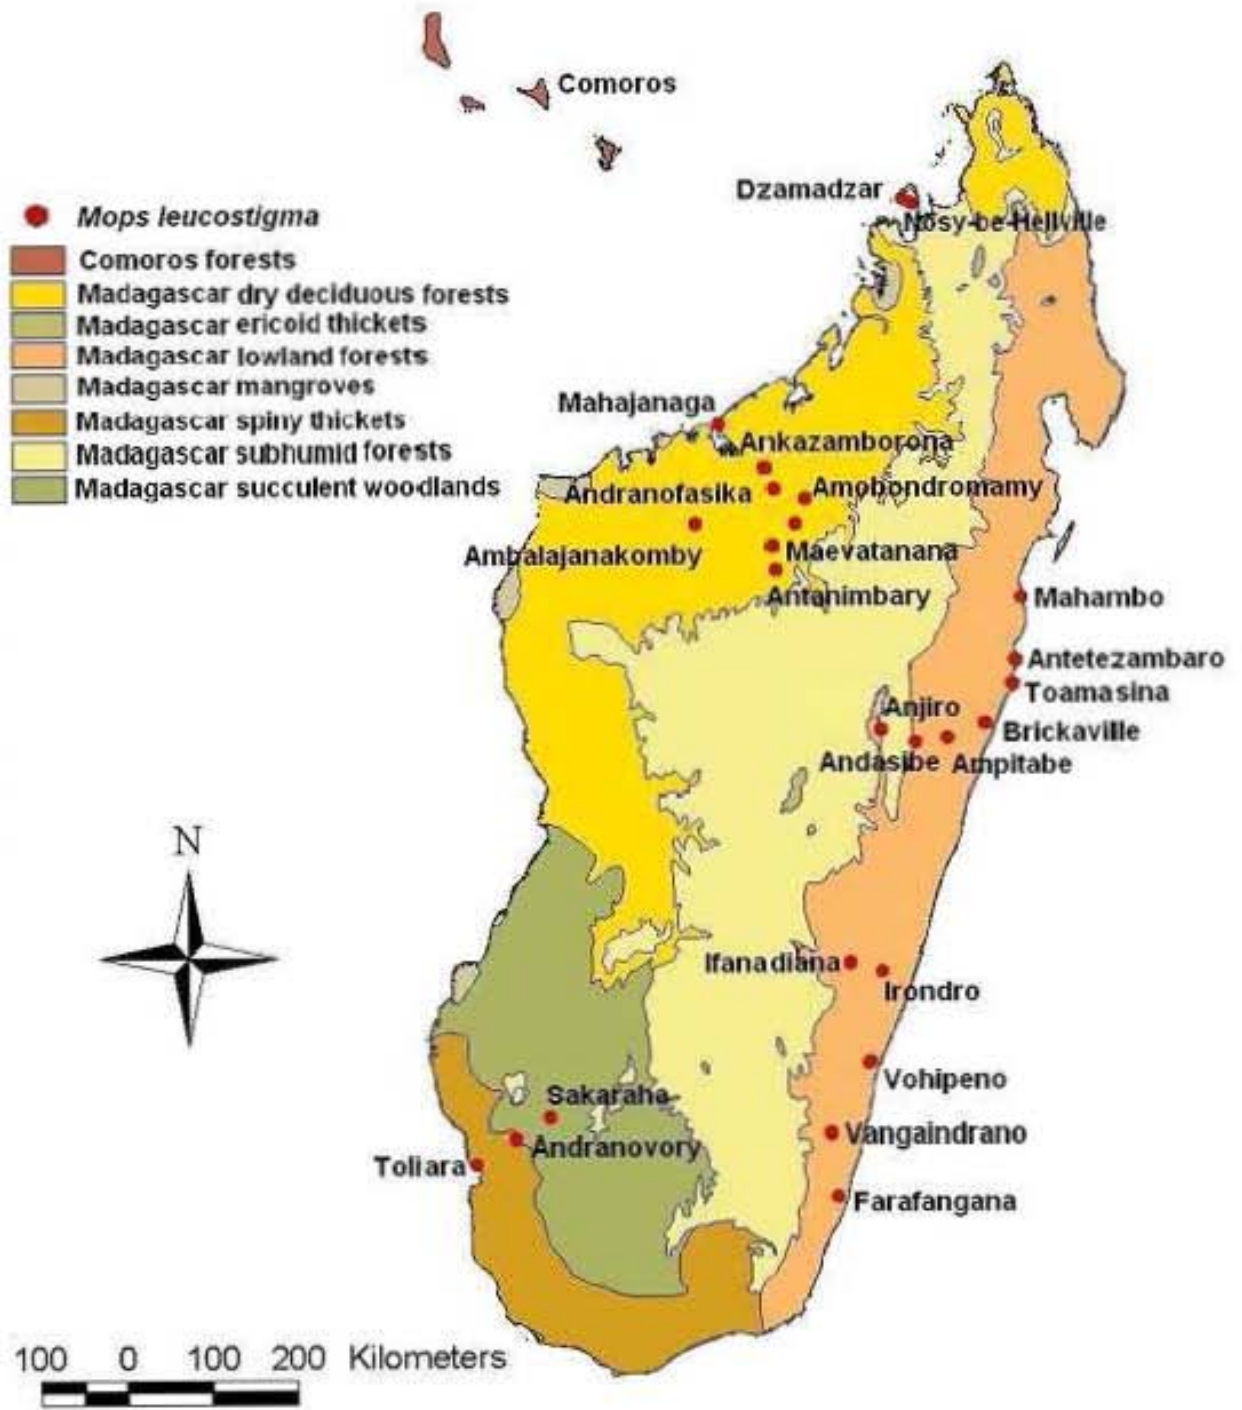 Comoros
Dzamadzar
Nosy-be-Hellville
Mops leucostigma
Comoros forests
Madagascar dry deciduous forests
Madagascar ericoid thickets
Madagascar lowland forests
Madagascar mangroves
Madagascar spiny thickets
Madagascar subhumid forests
Madagascar succulent woodlands
Mahajanaga
Ankazamborona
Andranofasika
Amobondromamy
Ambalajanakomby
Maevatanana
Antanimbary
Mahambo
Antetezambaro
Toamasina
Anjiro
Brickaville
Andasibe
Ampitabe
N
Ifanadiana
Irondro
Vohipeno
Sakaraha
Vangaindrano
Andranovory
Toliara
Farafangana
100 0 100 200 Kilometers